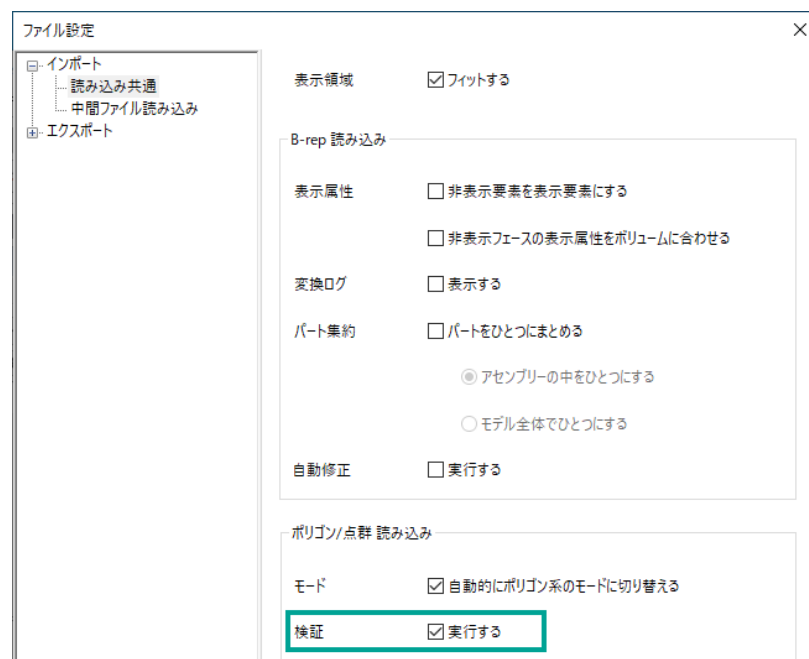 ファイル設定
インポート
読み込み共通
中間ファイル読み込み
エクスポート
表示領域 フィットする
B-rep 読み込み
表示属性 非表示要素を表示要素にする
非表示フェースの表示属性をボリュームに合わせる
変換ログ 表示する
パート集約 パートをひとつにまとめる
アセンブリーの中をひとつにする
モデル全体でひとつにする
自動修正 実行する
ポリゴン/点群 読み込み
モード 自動的にポリゴン系のモードに切り替える
検証 実行する